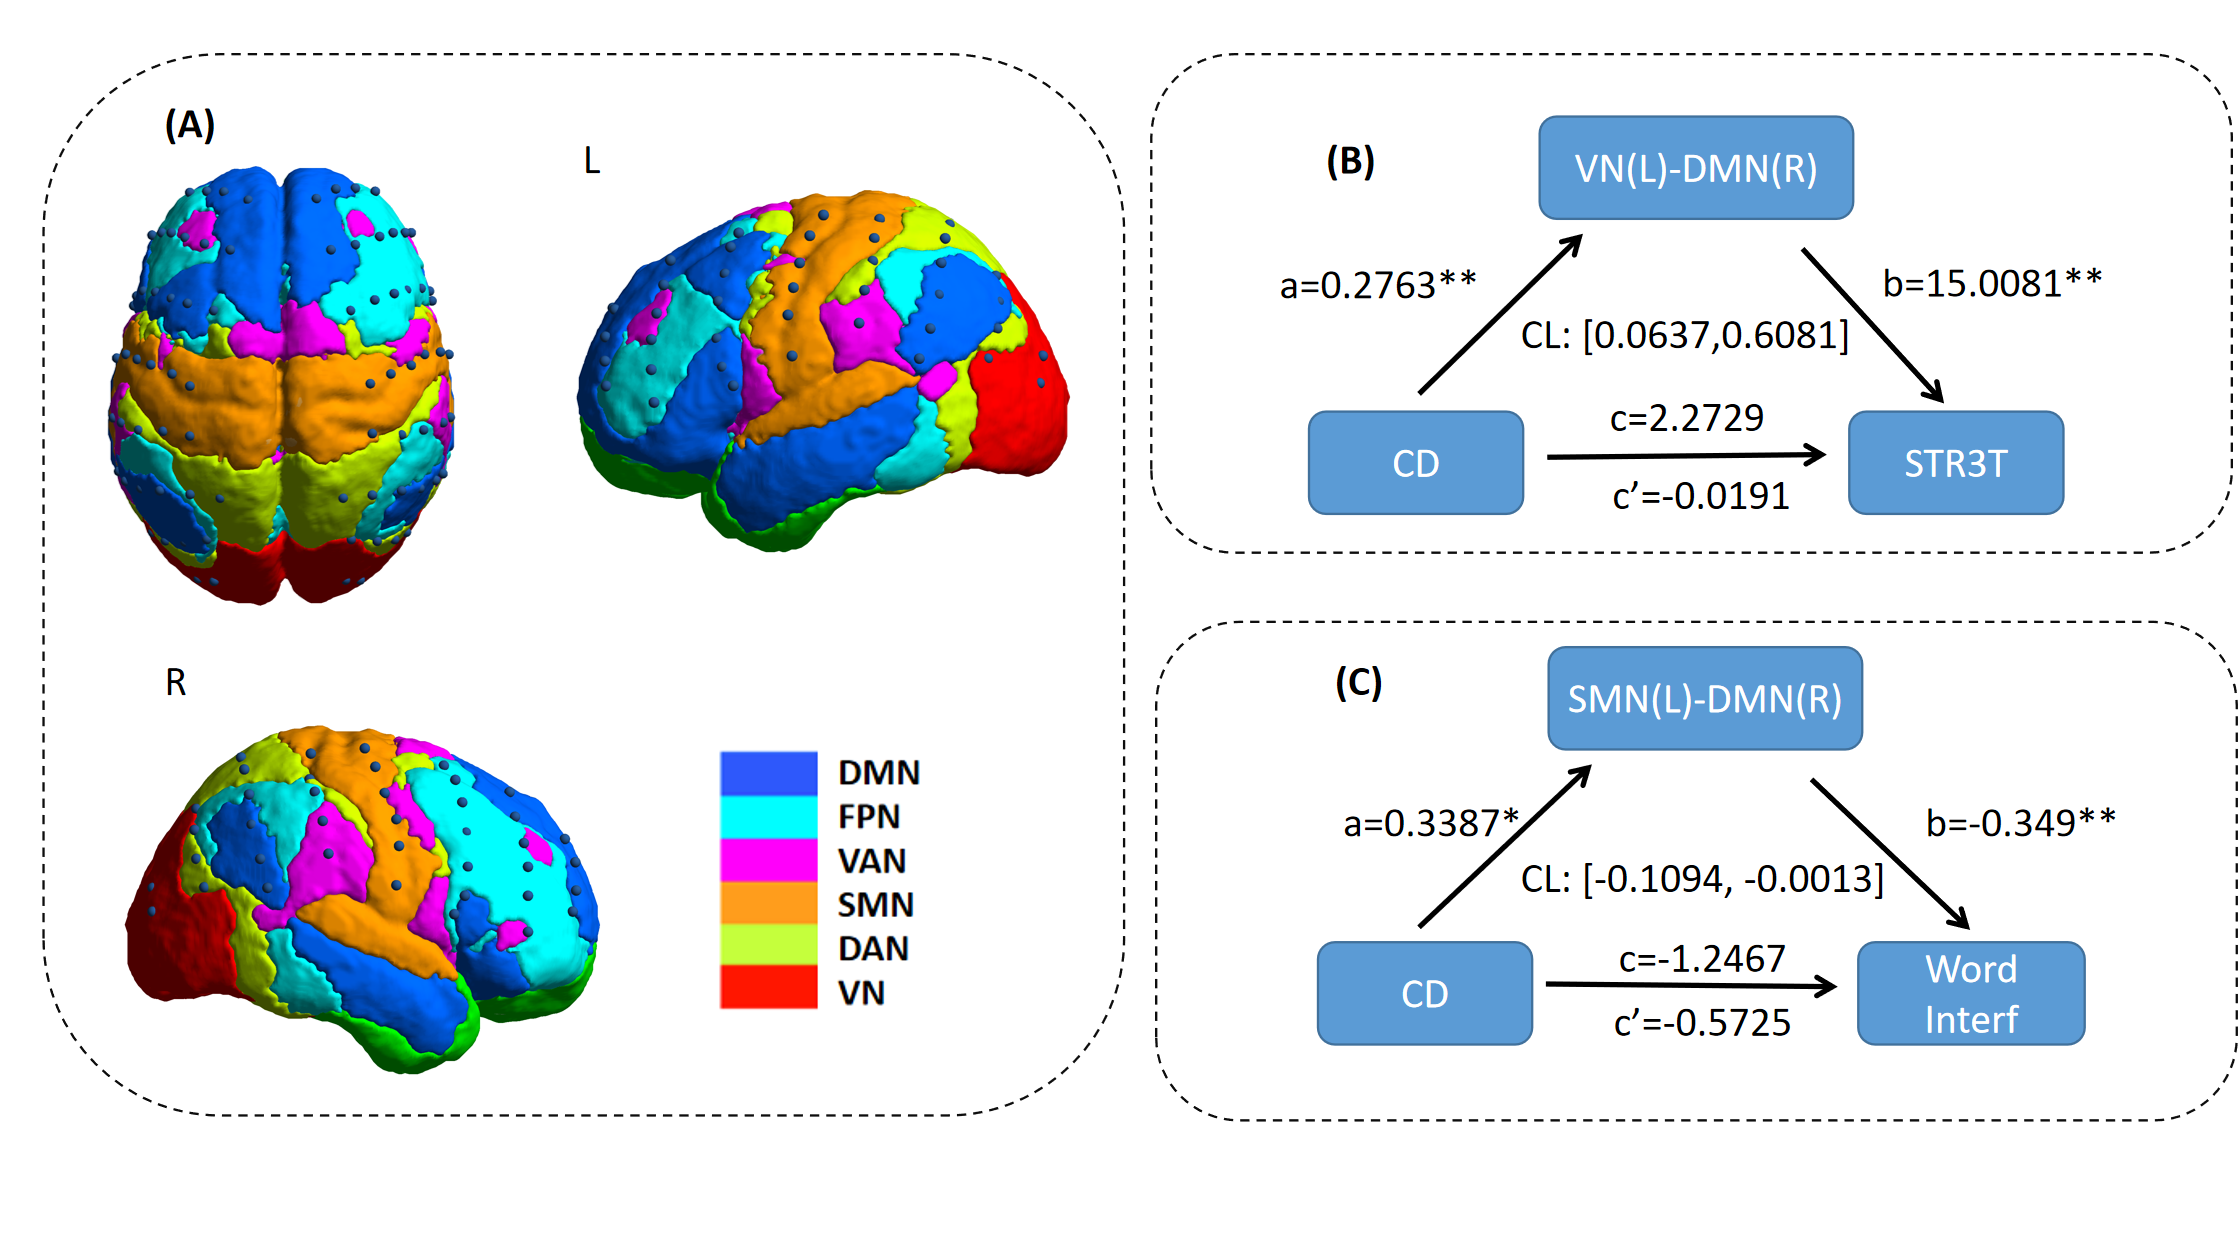 (A)
L
R
DMN
FPN
VAN
SMN
DAN
VN
(B)
VN(L)-DMN(R)
a=0.2763**
b=15.0081**
CL: [0.0637,0.6081]
c=2.2729
CD
STR3T
c’=-0.0191
(C)
SMN(L)-DMN(R)
a=0.3387*
b=-0.349**
CL: [-0.1094, -0.0013]
c=-1.2467
CD
Word
Interf
c’=-0.5725